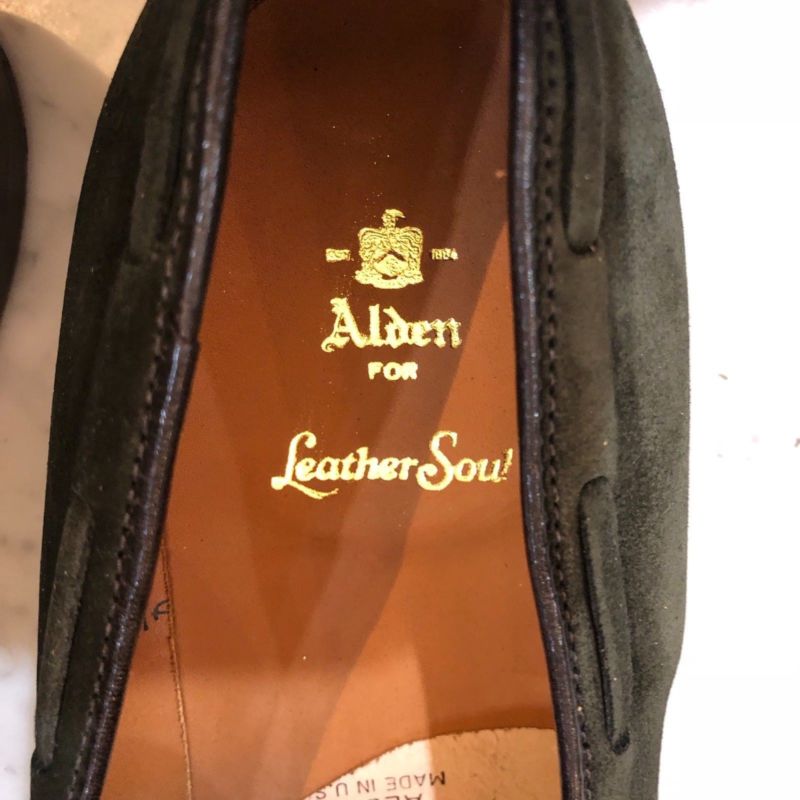 EST. 1884
Alden
FOR
Leather Soul
MADE IN U.S